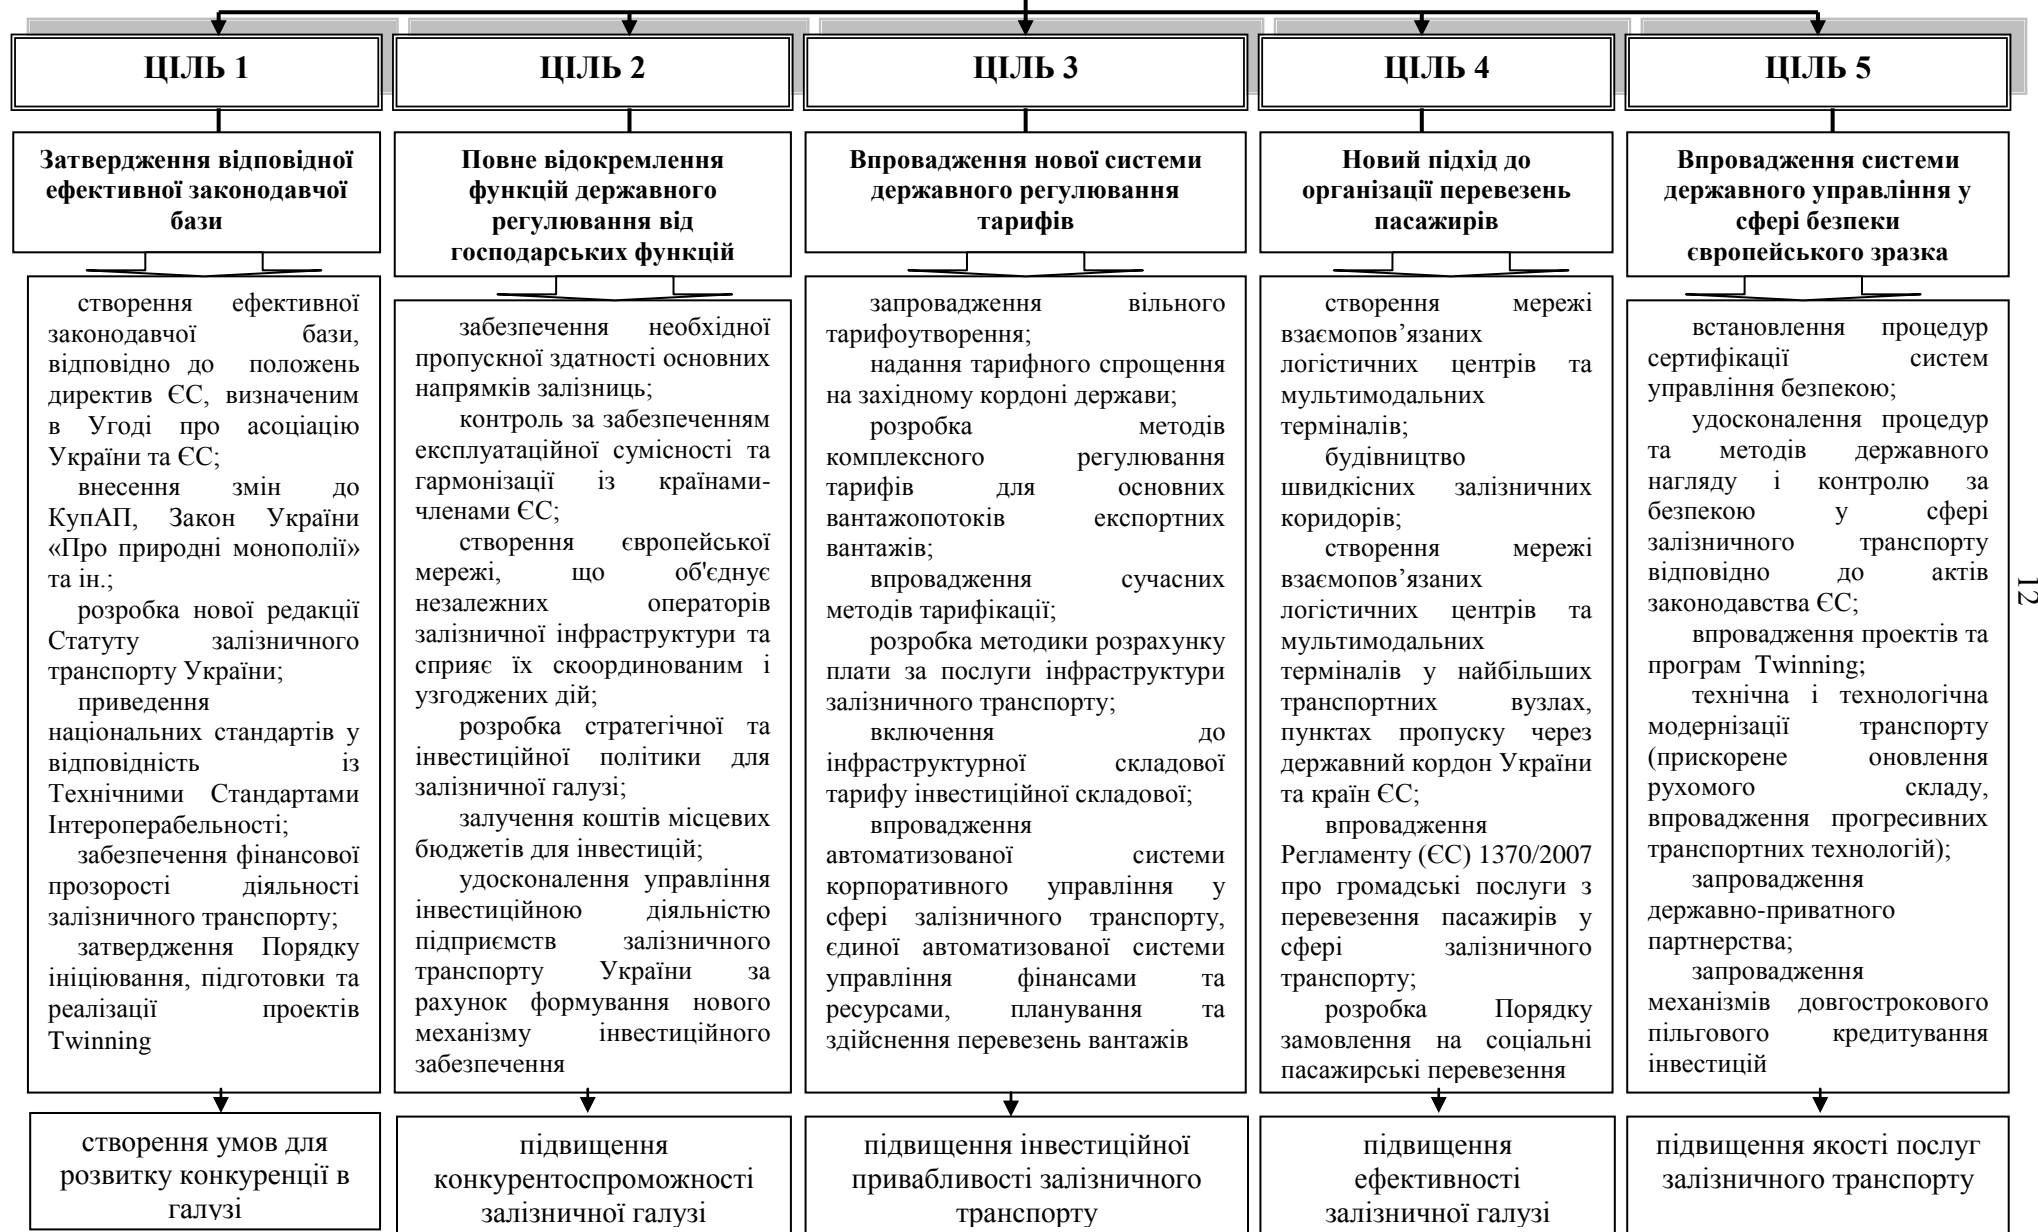 ЦІЛЬ 1
Затвердження відповідної
ефективної законодавчої
бази
створення ефективної
законодавчої бази,
відповідно до положень
директив ЄС, визначеним
в Угоді про асоціацію
України та ЄС;
внесення змін до
КупАП, Закон України
«Про природні монополії»
та ін.;
розробка нової редакції
Статуту залізничного
транспорту України;
приведення
національних стандартів у
відповідність із
Технічними Стандартами
Інтероперабельності;
забезпечення фінансової
прозорості діяльності
залізничного транспорту;
затвердження Порядку
ініціювання, підготовки та
реалізації проектів
Twinning
створення умов для
розвитку конкуренції в
галузі
ЦІЛЬ 2
Повне відокремлення
функцій державного
регулювання від
господарських функцій
забезпечення необхідної
пропускної здатності основних
напрямків залізниць;
контроль за забезпеченням
експлуатаційної сумісності та
гармонізації із країнами-
членами ЄС;
створення європейської
мережі, що об'єднує
незалежних операторів
залізничної інфраструктури та
сприяє їх скоординованим і
узгоджених дій;
розробка стратегічної та
інвестиційної політики для
залізничної галузі;
залучення коштів місцевих
бюджетів для інвестицій;
удосконалення управління
інвестиційною діяльністю
підприємств залізничного
транспорту України за
рахунок формування нового
механізму інвестиційного
забезпечення
підвищення
конкурентоспроможності
залізничної галузі
ЦІЛЬ 3
Впровадження нової системи
державного регулювання
тарифів
запровадження вільного
тарифоутворення;
надання тарифного спрощення
на західному кордоні держави;
розробка методів
комплексного регулювання
тарифів для основних
вантажопотоків експортних
вантажів;
впровадження сучасних
методів тарифікації;
розробка методики розрахунку
плати за послуги інфраструктури
залізничного транспорту;
включення до
інфраструктурної складової
тарифу інвестиційної складової;
впровадження
автоматизованої системи
корпоративного управління у
сфері залізничного транспорту,
єдиної автоматизованої системи
управління фінансами та
ресурсами, планування та
здійснення перевезень вантажів
підвищення інвестиційної
привабливості залізничного
транспорту
ЦІЛЬ 4
Новий підхід до
організації перевезень
пасажирів
створення мережі
взаємопов’язаних
логістичних центрів та
мультимодальних
терміналів;
будівництво
швидкісних залізничних
коридорів;
створення мережі
взаємопов’язаних
логістичних центрів та
мультимодальних
терміналів у найбільших
транспортних вузлах,
пунктах пропуску через
державний кордон України
та країн ЄС;
впровадження
Регламенту (ЄС) 1370/2007
про громадські послуги з
перевезення пасажирів у
сфері залізничного
транспорту;
розробка Порядку
замовлення на соціальні
пасажирські перевезення
підвищення
ефективності
залізничної галузі
ЦІЛЬ 5
Впровадження системи
державного управління у
сфері безпеки
європейського зразка
встановлення процедур
сертифікації систем
управління безпекою;
удосконалення процедур
та методів державного
нагляду і контролю за
безпекою у сфері
залізничного транспорту
відповідно до актів
законодавства ЄС;
впровадження проектів та
програм Twinning;
технічна і технологічна
модернізації транспорту
(прискорене оновлення
рухомого складу,
впровадження прогресивних
транспортних технологій);
запровадження
державно-приватного
партнерства;
запровадження
механізмів довгострокового
пільгового кредитування
інвестицій
підвищення якості послуг
залізничного транспорту
12